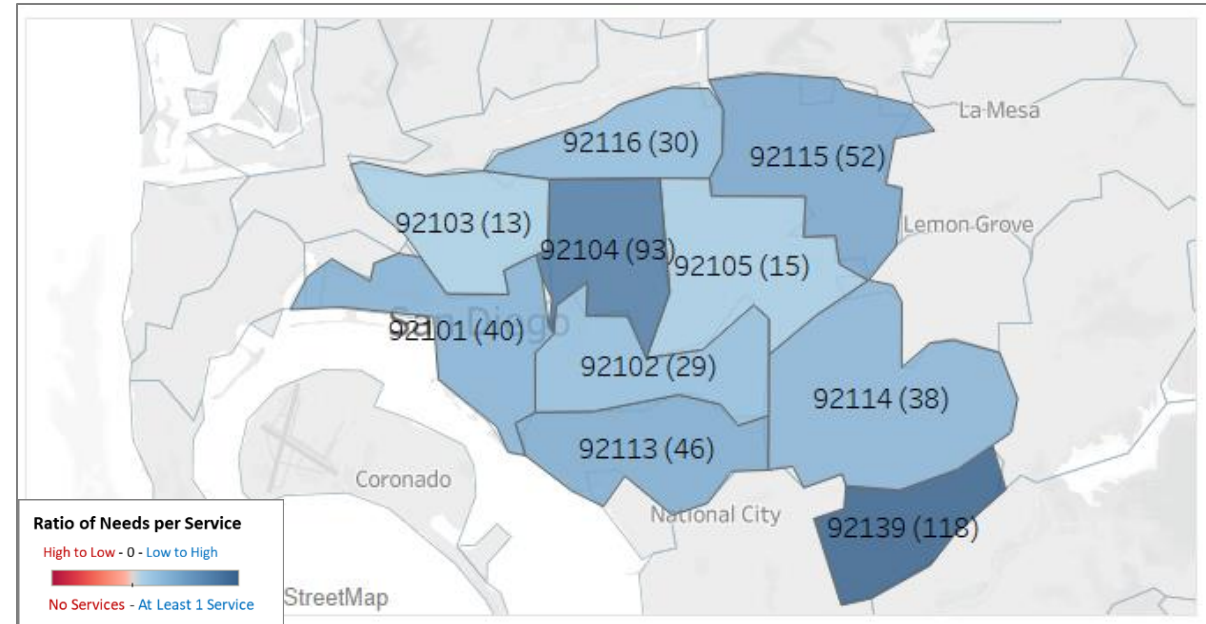 La Mesa
92116 (30)
92115 (52)
92103 (13)
Lemon Grove
92104 (93)
92105 (15)
San Diego
92101 (40)
92102 (29)
92114 (38)
92113 (46)
Coronado
National City
92139 (118)
Ratio of Needs per Service
High to Low - 0 - Low to High
No Services - At Least 1 Service
StreetMap